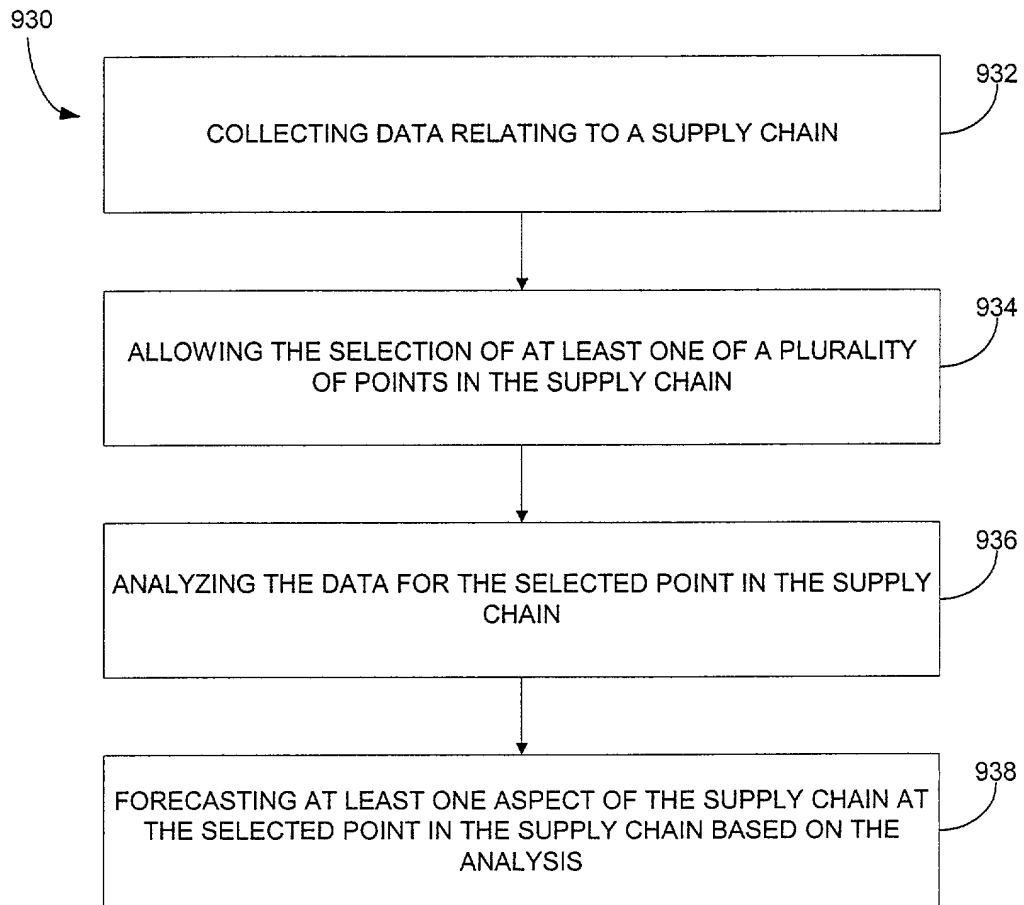 930
932
COLLECTING DATA RELATING TO A SUPPLY CHAIN
934
ALLOWING THE SELECTION OF AT LEAST ONE OF A PLURALITY
OF POINTS IN THE SUPPLY CHAIN
936
ANALYZING THE DATA FOR THE SELECTED POINT IN THE SUPPLY
CHAIN
938
FORECASTING AT LEAST ONE ASPECT OF THE SUPPLY CHAIN AT
THE SELECTED POINT IN THE SUPPLY CHAIN BASED ON THE
ANALYSIS